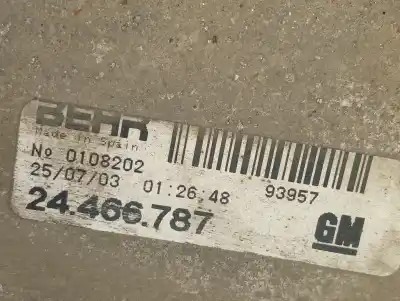 BEHR
Made in Spain
Nº 0108202
25/07/03 01:26:48 93957
24.466.787
GM